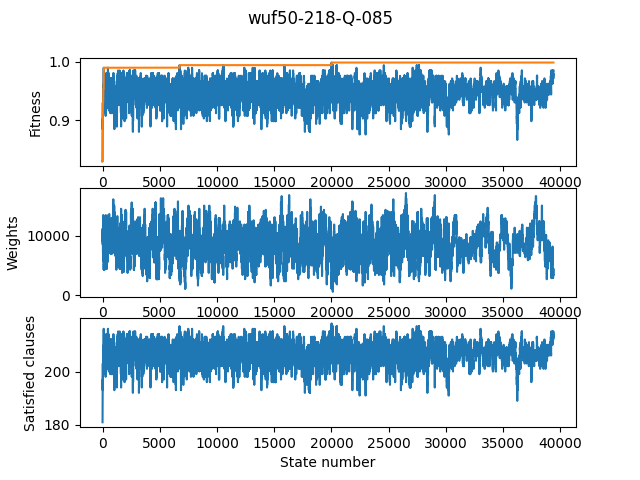 wuf50-218-Q-085
1.0
0.9
Fitness
0 5000 10000 15000 20000 25000 30000 35000 40000
10000
0
Weights
0 5000 10000 15000 20000 25000 30000 35000 40000
200
180
Satisfied clauses
0 5000 10000 15000 20000 25000 30000 35000 40000
State number